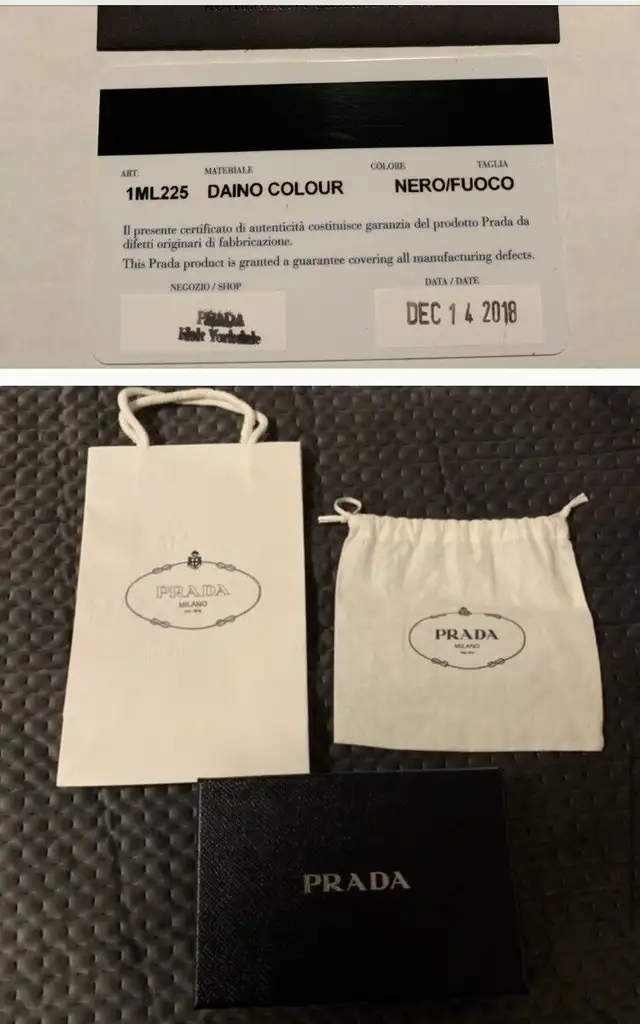 ART.
MATERIALE
COLORE
TAGLIA
1ML225
DAINO COLOUR
NERO/FUOCO
Il presente certificato di autenticità costituisce garanzia del prodotto Prada da
difetti originari di fabbricazione.
This Prada product is granted a guarantee covering all manufacturing defects.
NEGOZIO / SHOP
DATA / DATE
PRADA
DEC 14 2018
PRADA
MILANO
PRADA
MILANO
PRADA